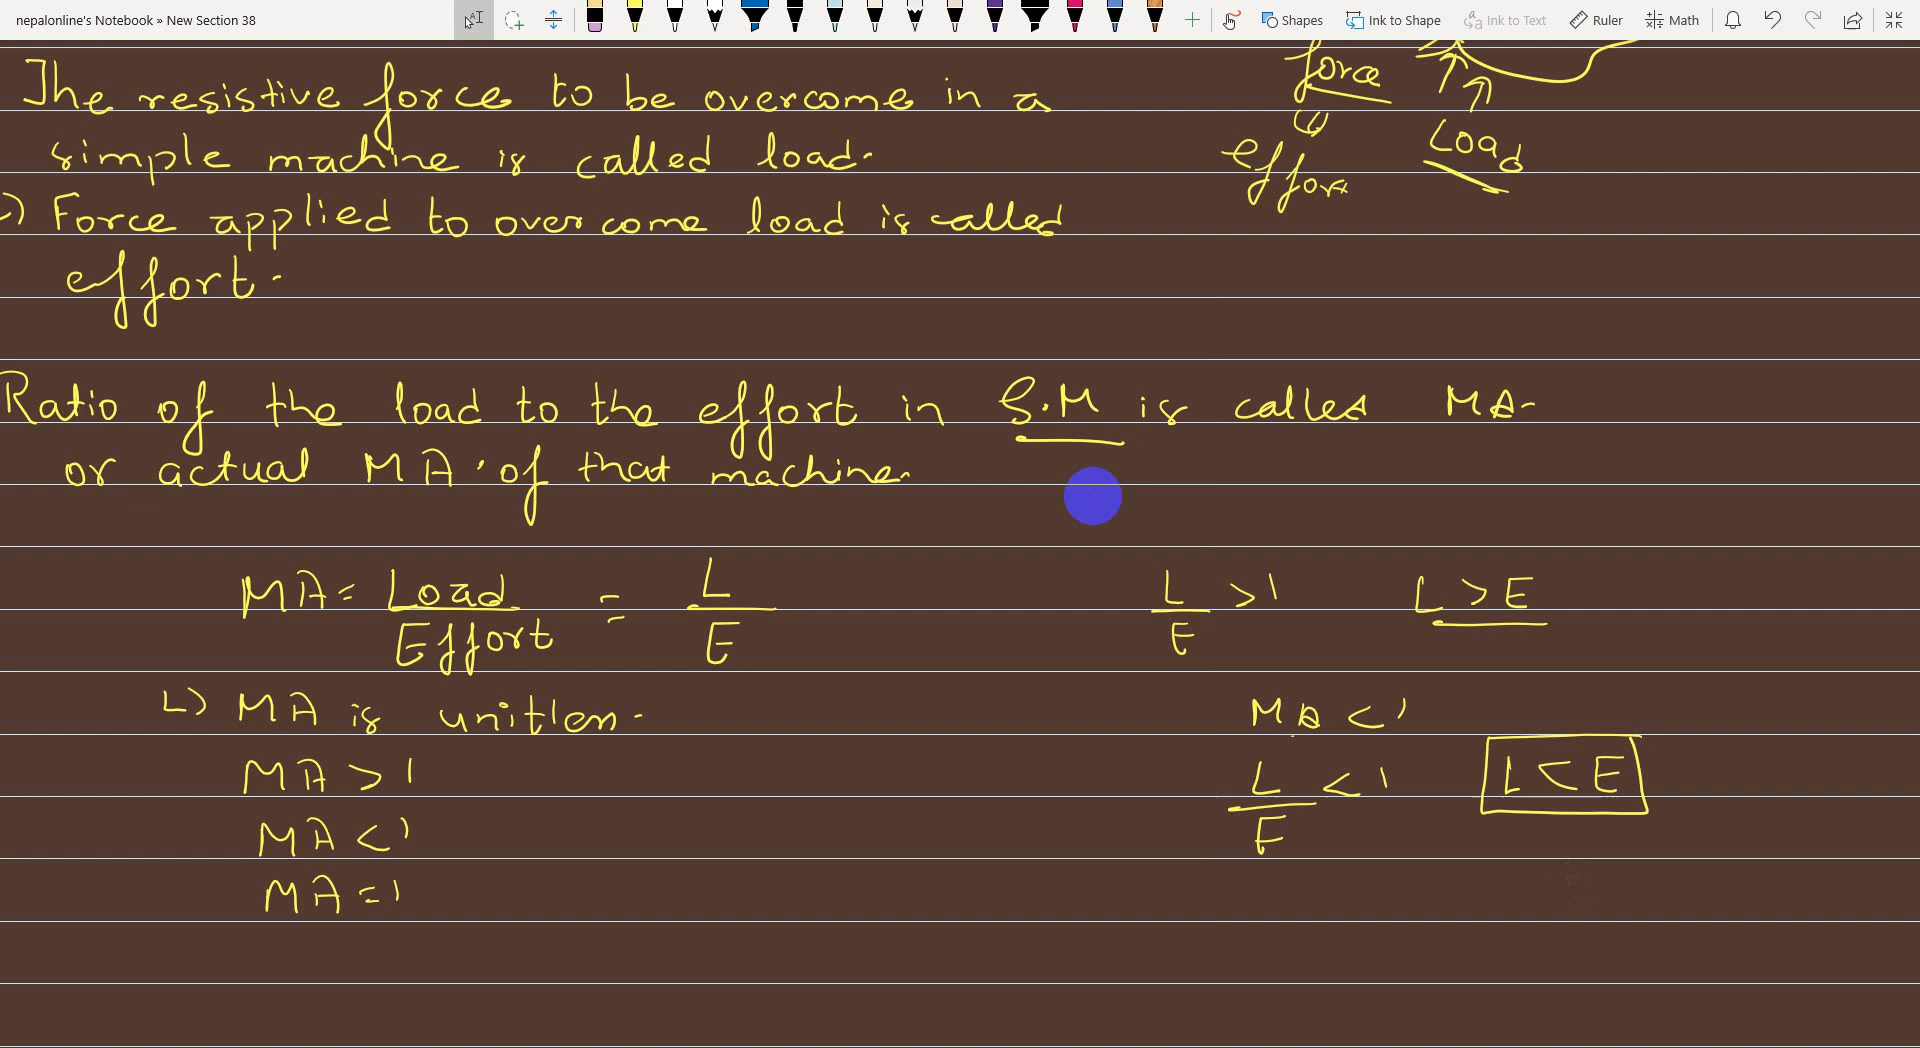 nepalonline's Notebook » New Section 38
Shapes Ink to Shape Ink to Text Ruler Math
The resistive force to be overcome in a
simple machine is called load.
Force applied to overcome load is called
effort.
force
effort
Load
Ratio of the load to the effort in S.M is called MA.
or actual MA. of that machine.
MA = Load / Effort = L / E
L / E > 1 L > E
L) MA is unitless.
MA > 1
MA < 1
MA = 1
MA < 1
L / E < 1 L < E